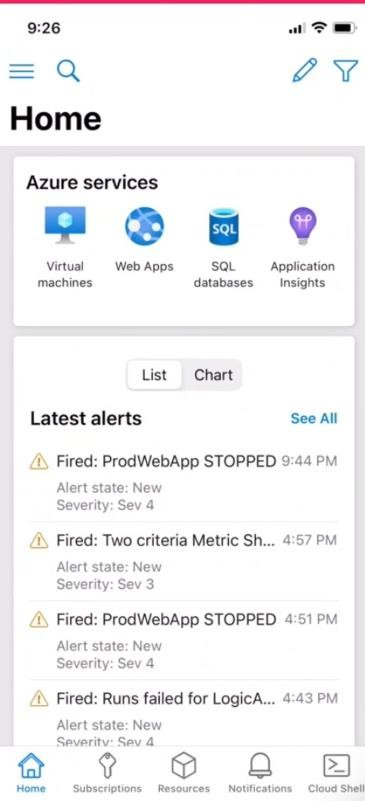 9:26
Home
Azure services
SQL
Virtual machines
Web Apps
SQL databases
Application Insights
List Chart
Latest alerts See All
Fired: ProdWebApp STOPPED 9:44 PM
Alert state: New
Severity: Sev 4
Fired: Two criteria Metric Sh... 4:57 PM
Alert state: New
Severity: Sev 3
Fired: ProdWebApp STOPPED 4:51 PM
Alert state: New
Severity: Sev 4
Fired: Runs failed for LogicA... 4:43 PM
Alert state: New
Severity: Sev 4
Home Subscriptions Resources Notifications Cloud Shell